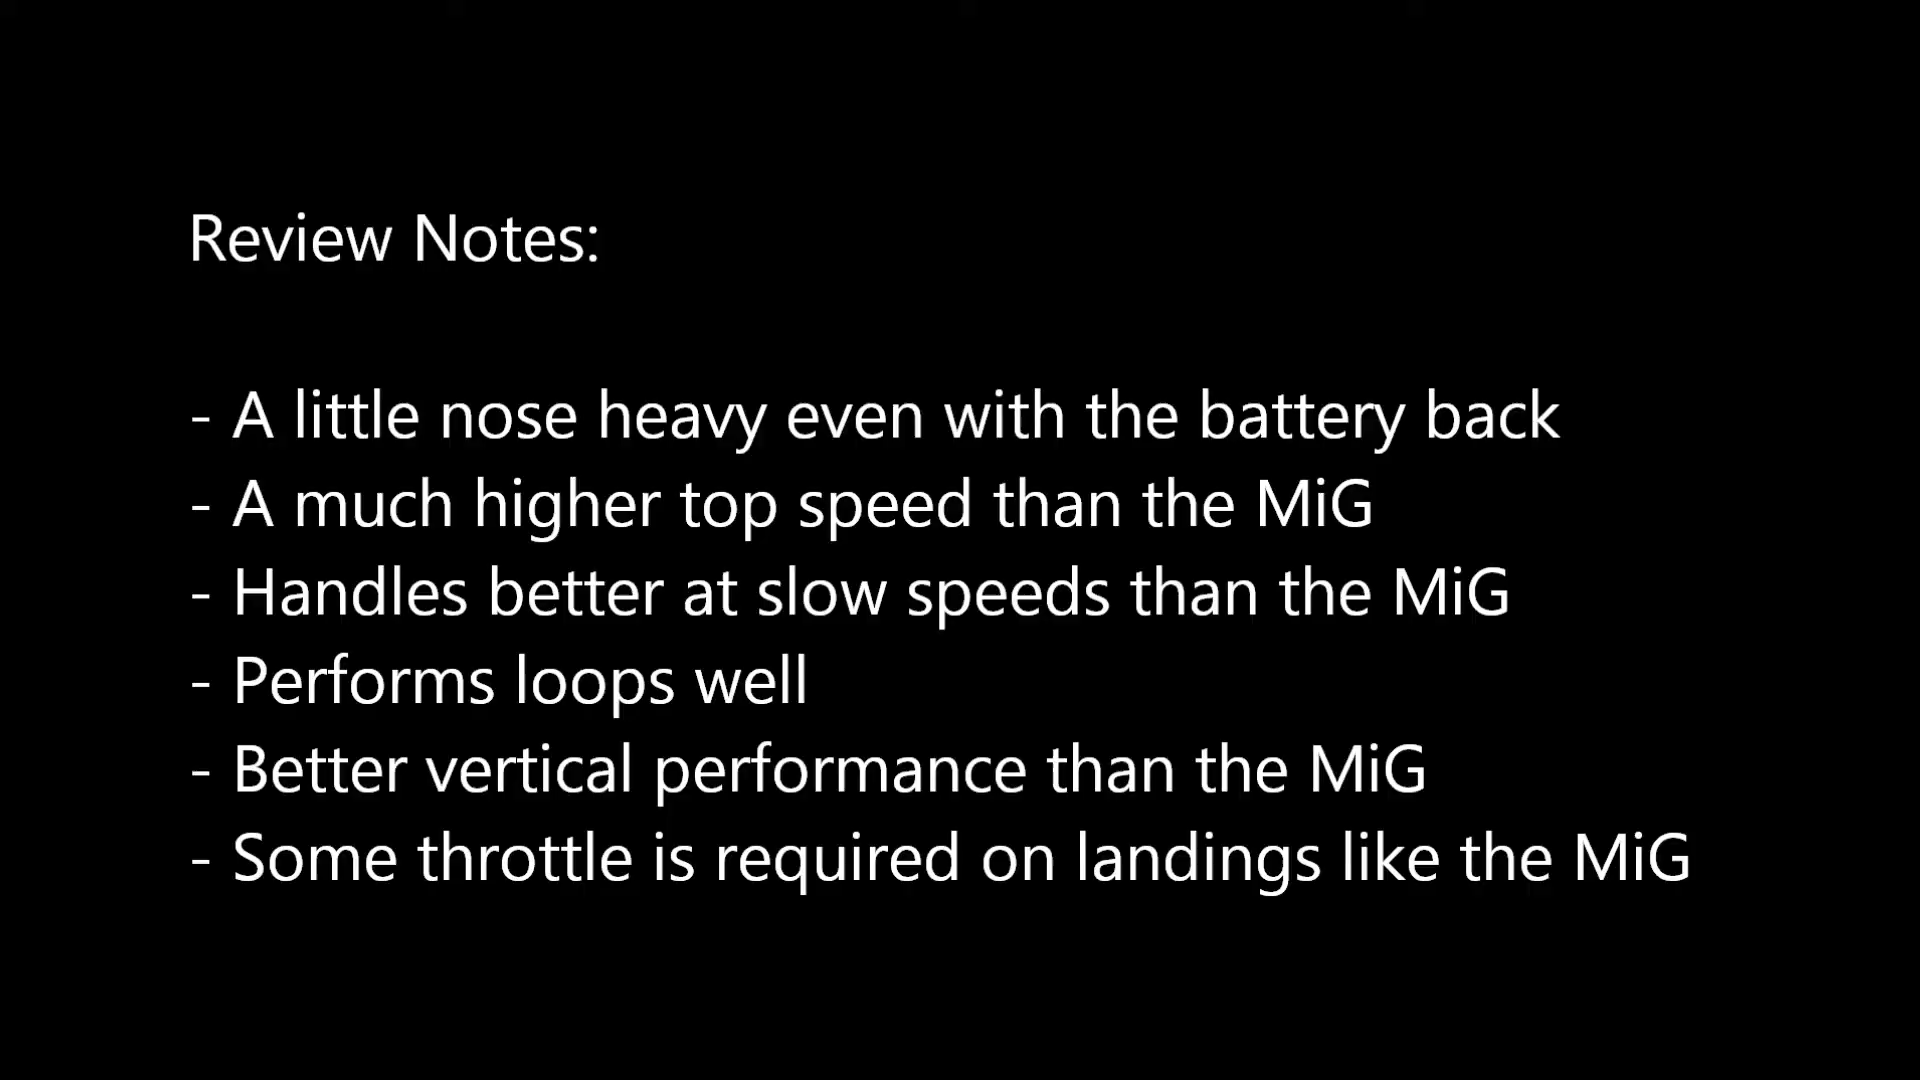 Review Notes:
- A little nose heavy even with the battery back
- A much higher top speed than the MiG
- Handles better at slow speeds than the MiG
- Performs loops well
- Better vertical performance than the MiG
- Some throttle is required on landings like the MiG